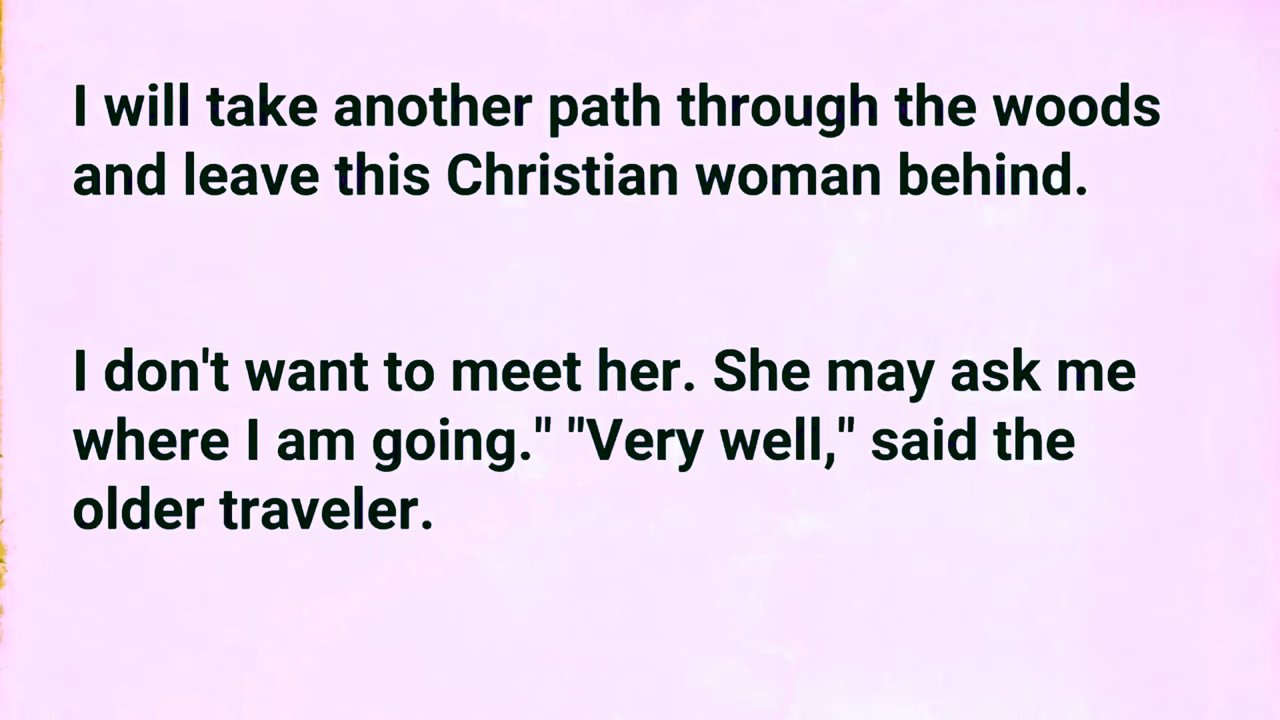 I will take another path through the woods
and leave this Christian woman behind.
I don't want to meet her. She may ask me
where I am going." "Very well," said the
older traveler.